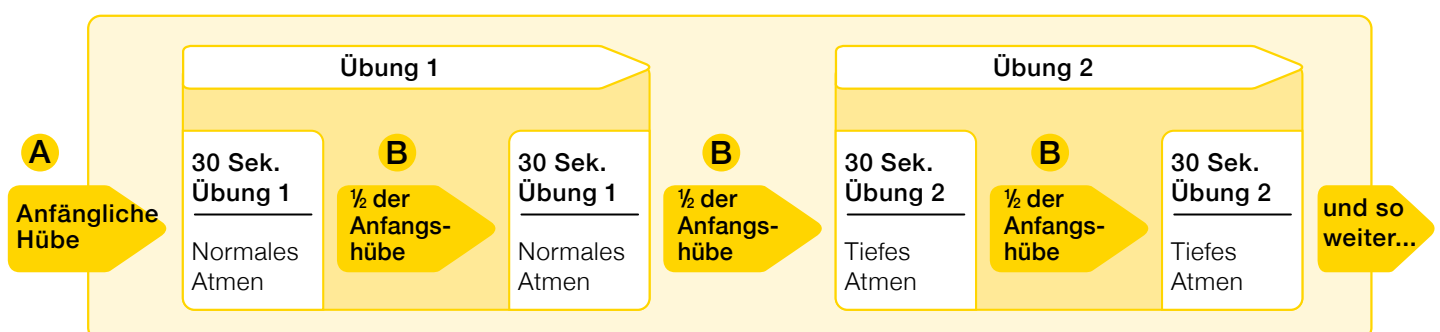 Übung 1
Übung 2
A
Anfängliche
Hübe
30 Sek.
Übung 1
Normales
Atmen
B
½ der
Anfangs-
hübe
30 Sek.
Übung 1
Normales
Atmen
B
½ der
Anfangs-
hübe
30 Sek.
Übung 2
Tiefes
Atmen
B
½ der
Anfangs-
hübe
30 Sek.
Übung 2
Tiefes
Atmen
und so
weiter...